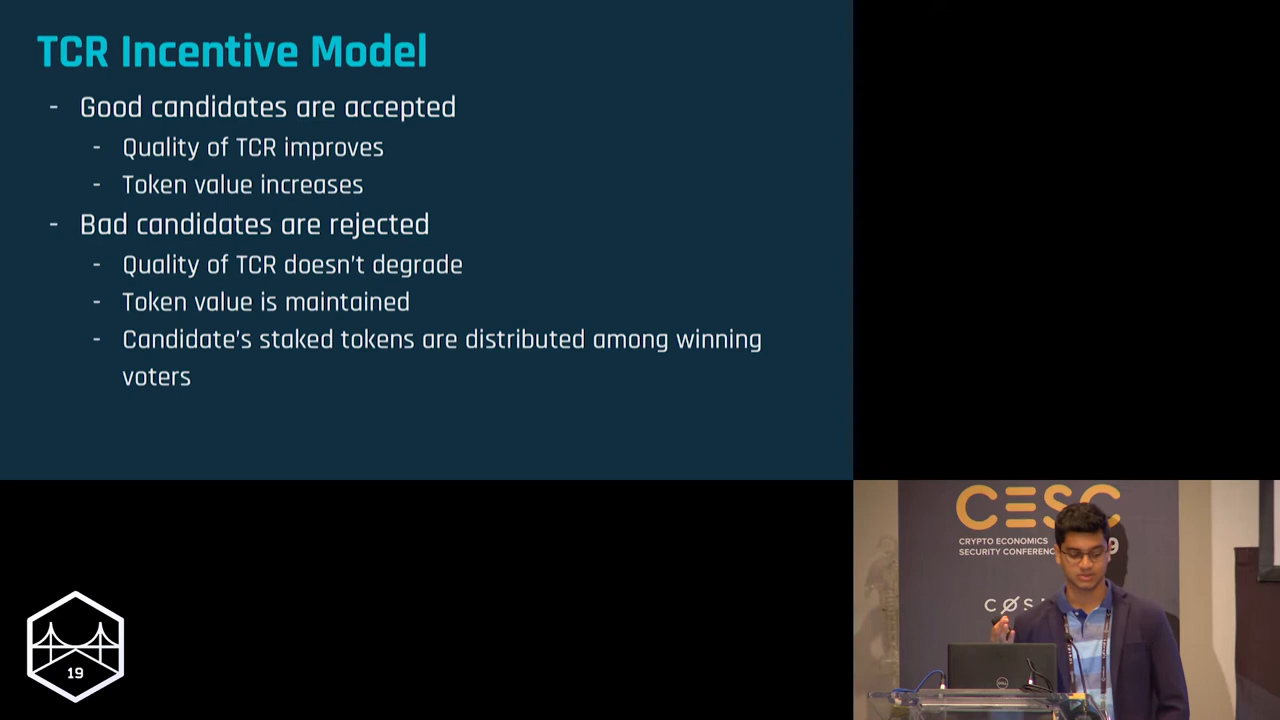 TCR Incentive Model
- Good candidates are accepted
- Quality of TCR improves
- Token value increases
- Bad candidates are rejected
- Quality of TCR doesn't degrade
- Token value is maintained
- Candidate's staked tokens are distributed among winning
voters
CESC
CRYPTO ECONOMICS
SECURITY CONFERENCE
9
19